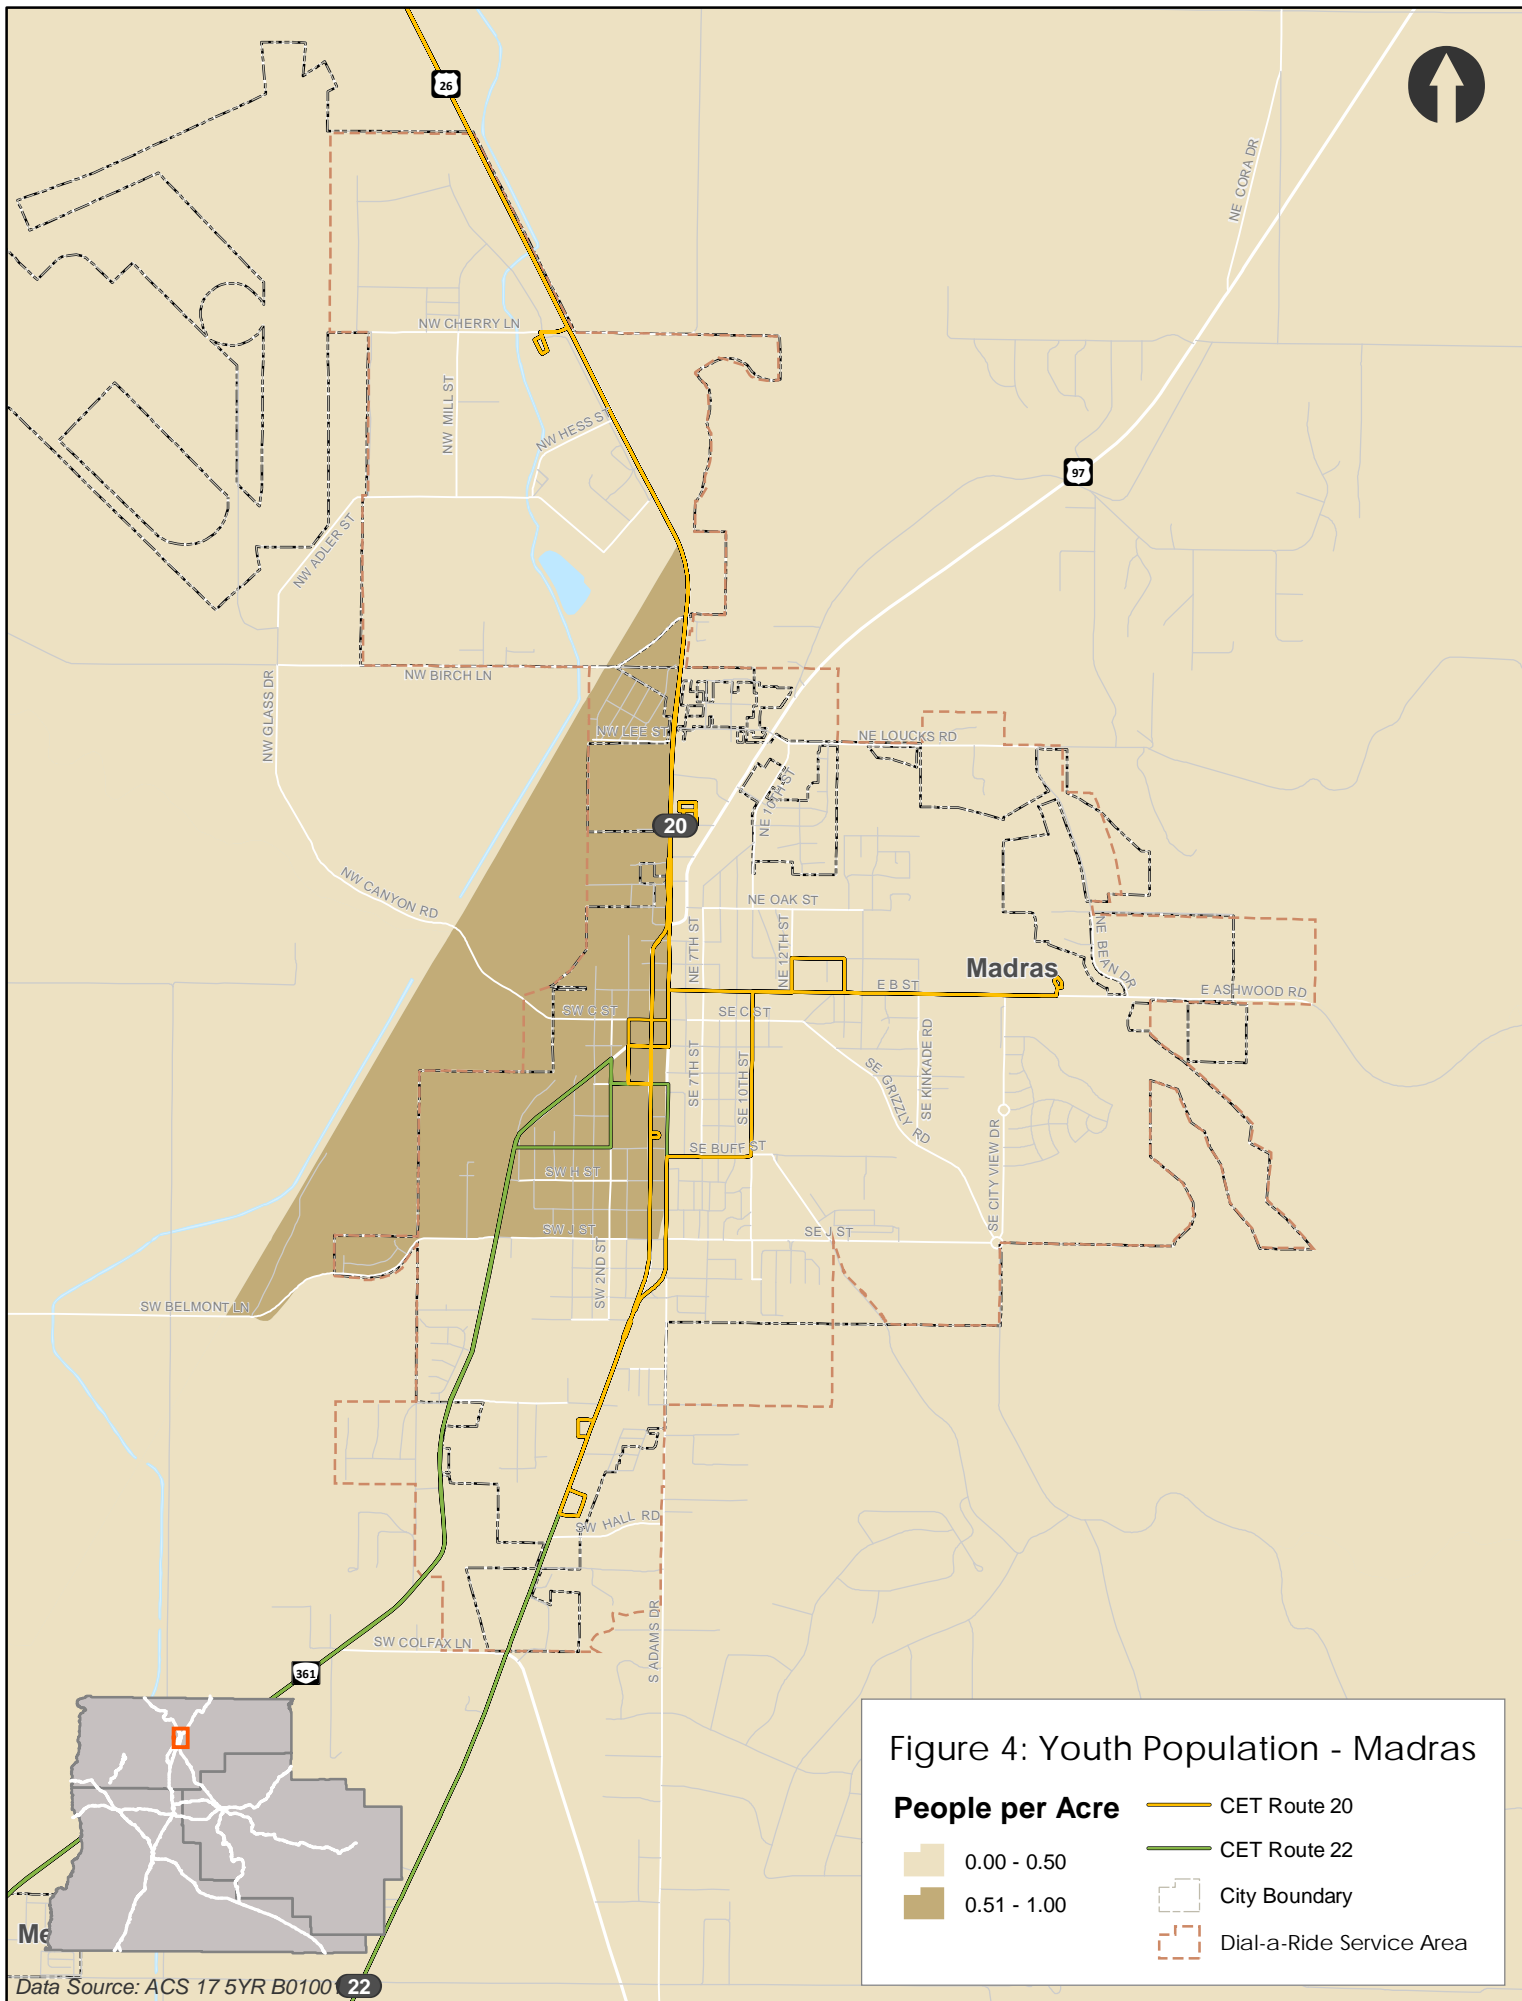 26
NE CORA DR
NW CHERRY LN
NW MILL ST
NW HESS ST
97
NW ADLER ST
NW BIRCH LN
NW GLASS DR
NW LEE ST
NE LOUCKS RD
NE 10TH ST
20
NW CANYON RD
NE OAK ST
NE 7TH ST
NE 12TH ST
Madras
NE BEAN DR
E B ST
E ASHWOOD RD
SW C ST
SE C ST
SE 7TH ST
SE 10TH ST
SE GRIZZLY RD
SE KINKADE RD
SE BUFF ST
SW H ST
SE CITY VIEW DR
SW J ST
SE J ST
SW 2ND ST
SW BELMONT LN
SW HALL RD
S ADAMS DR
SW COLFAX LN
361
Figure 4: Youth Population - Madras
People per Acre
0.00 - 0.50
0.51 - 1.00
CET Route 20
CET Route 22
City Boundary
Dial-a-Ride Service Area
Me
Data Source: ACS 17 5YR B01001
22